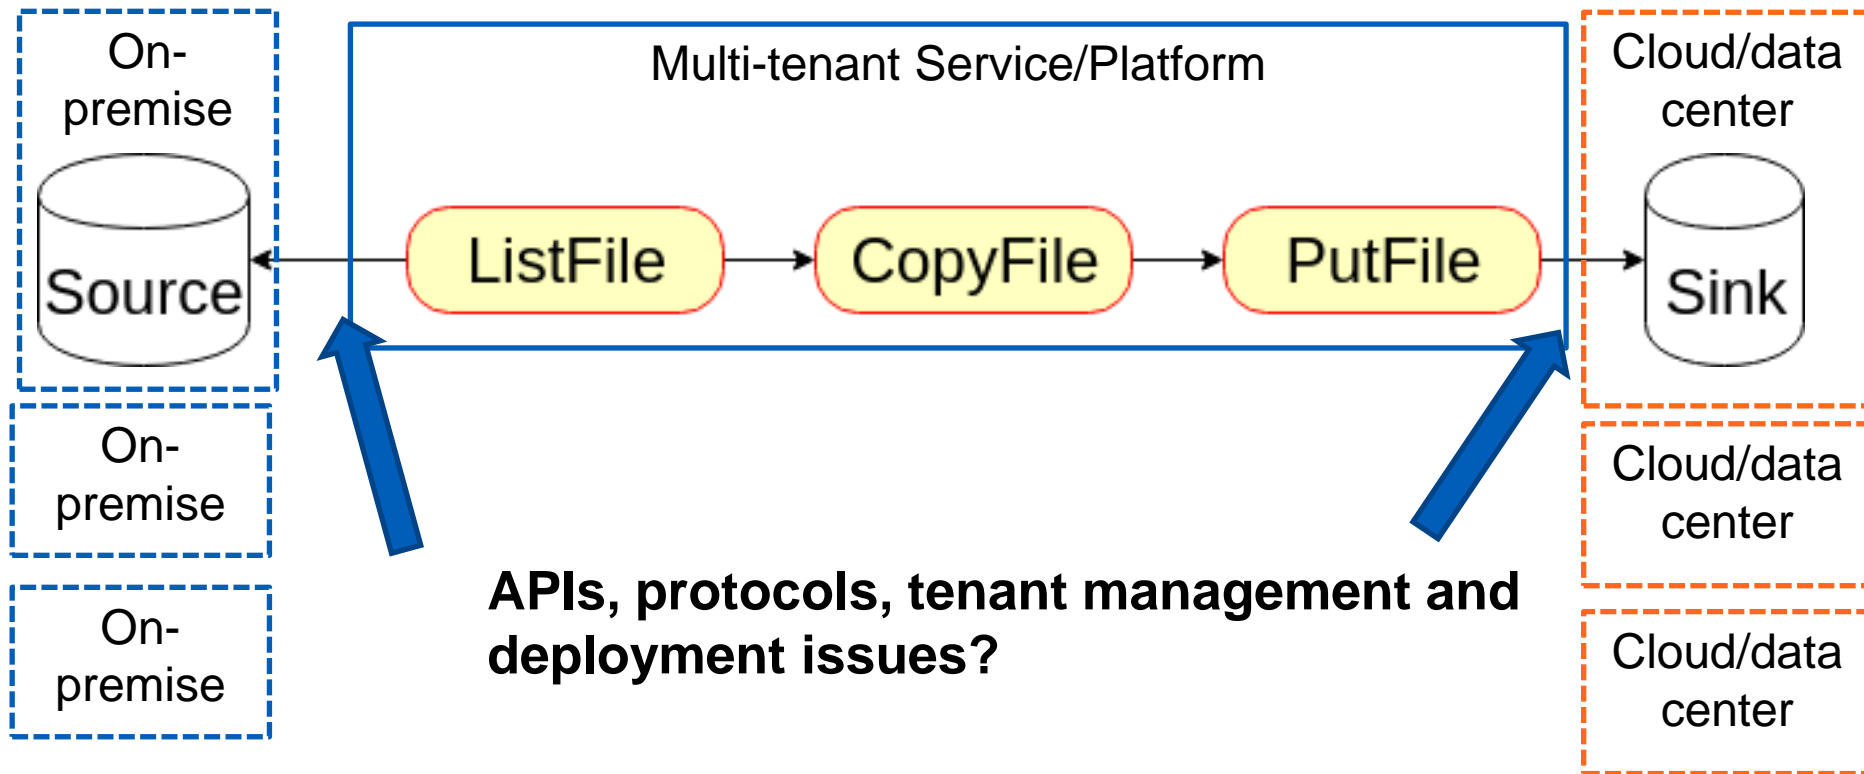 On-
premise
Multi-tenant Service/Platform
Cloud/data
center
Source
ListFile
CopyFile
PutFile
Sink
On-
premise
Cloud/data
center
APIs, protocols, tenant management and
deployment issues?
On-
premise
Cloud/data
center